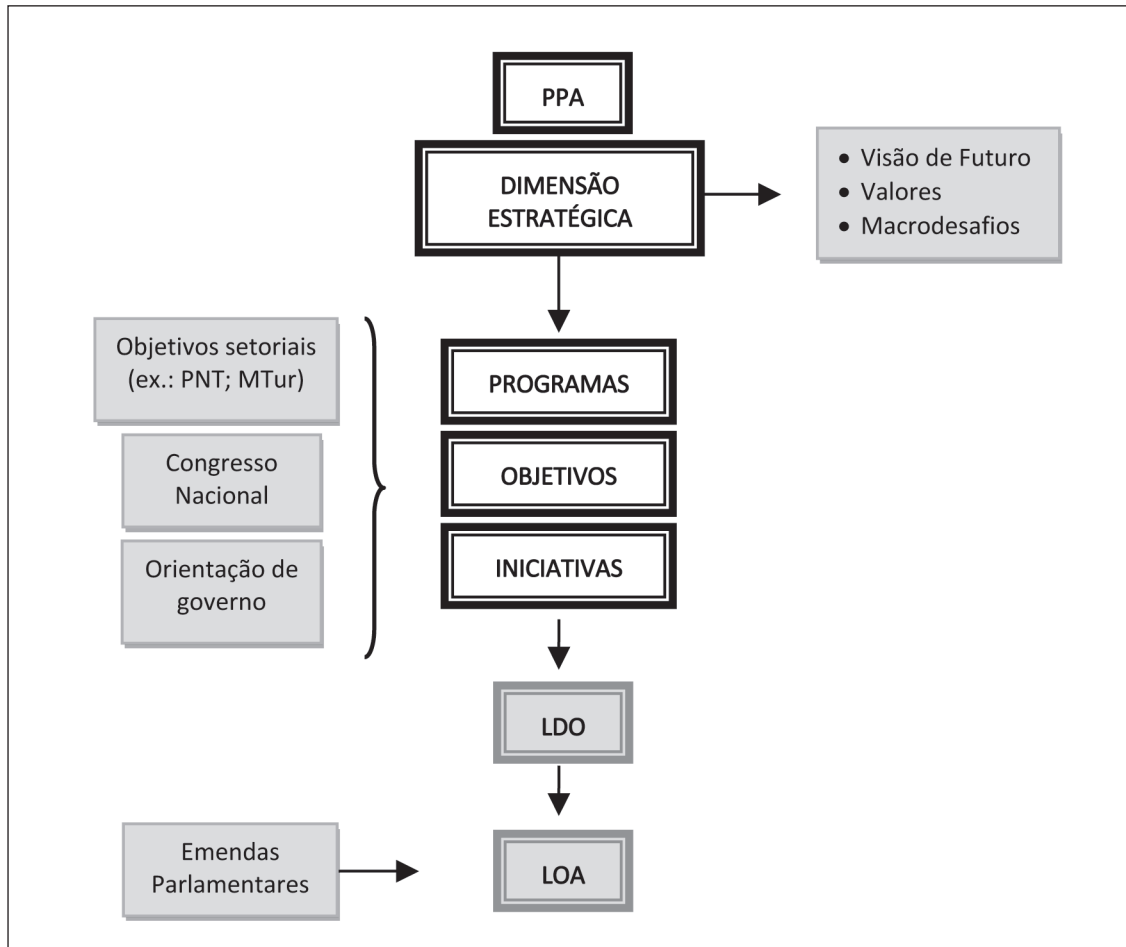 PPA
DIMENSÃO
ESTRATÉGICA
• Visão de Futuro
• Valores
• Macrodesafios
Objetivos setoriais
(ex.: PNT; MTur)
Congresso
Nacional
Orientação de
governo
PROGRAMAS
OBJETIVOS
INICIATIVAS
LDO
Emendas
Parlamentares
LOA